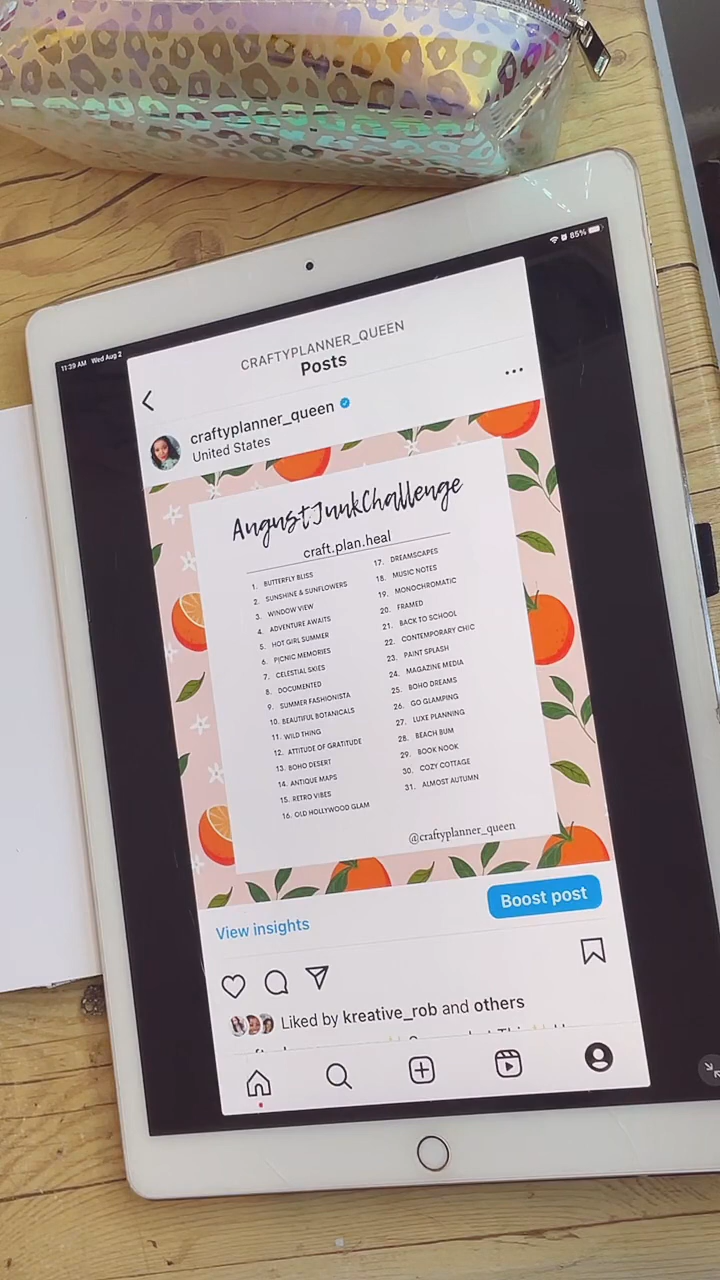 11:39 AM Wed Aug 2
85%
CRAFTYPLANNER_QUEEN
Posts
craftyplanner_queen
United States
AugustJunkChallenge
craft.plan.heal
1. BUTTERFLY BLISS
2. SUNSHINE & SUNFLOWERS
3. WINDOW VIEW
4. ADVENTURE AWAITS
5. HOT GIRL SUMMER
6. PICNIC MEMORIES
7. CELESTIAL SKIES
8. DOCUMENTED
9. SUMMER FASHIONISTA
10. BEAUTIFUL BOTANICALS
11. WILD THING
12. ATTITUDE OF GRATITUDE
13. BOHO DESERT
14. ANTIQUE MAPS
15. RETRO VIBES
16. OLD HOLLYWOOD GLAM
17. DREAMSCAPES
18. MUSIC NOTES
19. MONOCHROMATIC
20. FRAMED
21. BACK TO SCHOOL
22. CONTEMPORARY CHIC
23. PAINT SPLASH
24. MAGAZINE MEDIA
25. BOHO DREAMS
26. GO GLAMPING
27. LUXE PLANNING
28. BEACH BUM
29. BOOK NOOK
30. COZY COTTAGE
31. ALMOST AUTUMN
@craftyplanner_queen
View insights
Boost post
Liked by kreative_rob and others